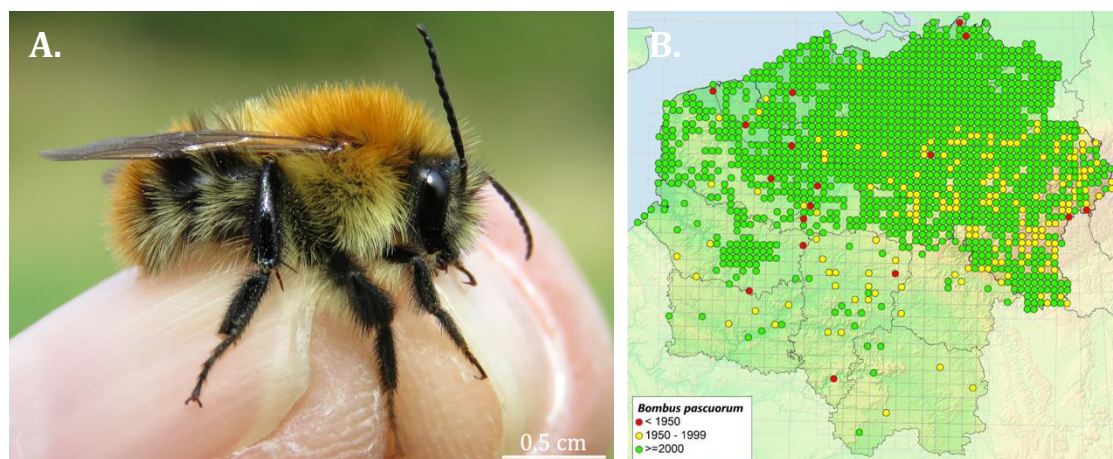 A.
0,5 cm
B.
Bombus pascuorum
< 1950
1950 - 1999
>=2000